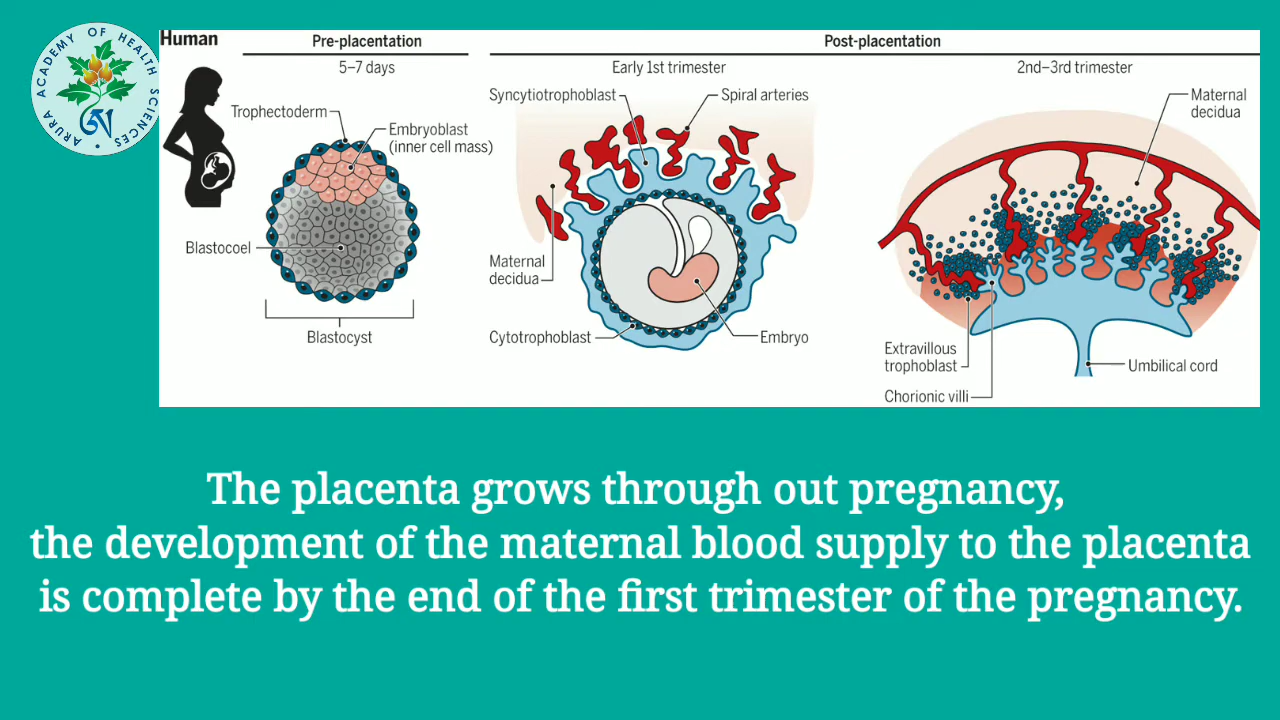 ARURA ACADEMY OF HEALTH SCIENCES
Human
Pre-placentation
Post-placentation
5–7 days
Early 1st trimester
2nd–3rd trimester
Trophectoderm
Embryoblast
(inner cell mass)
Blastocoel
Blastocyst
Syncytiotrophoblast
Spiral arteries
Maternal
decidua
Cytotrophoblast
Embryo
Maternal
decidua
Extravillous
trophoblast
Umbilical cord
Chorionic villi
The placenta grows through out pregnancy,
the development of the maternal blood supply to the placenta
is complete by the end of the first trimester of the pregnancy.